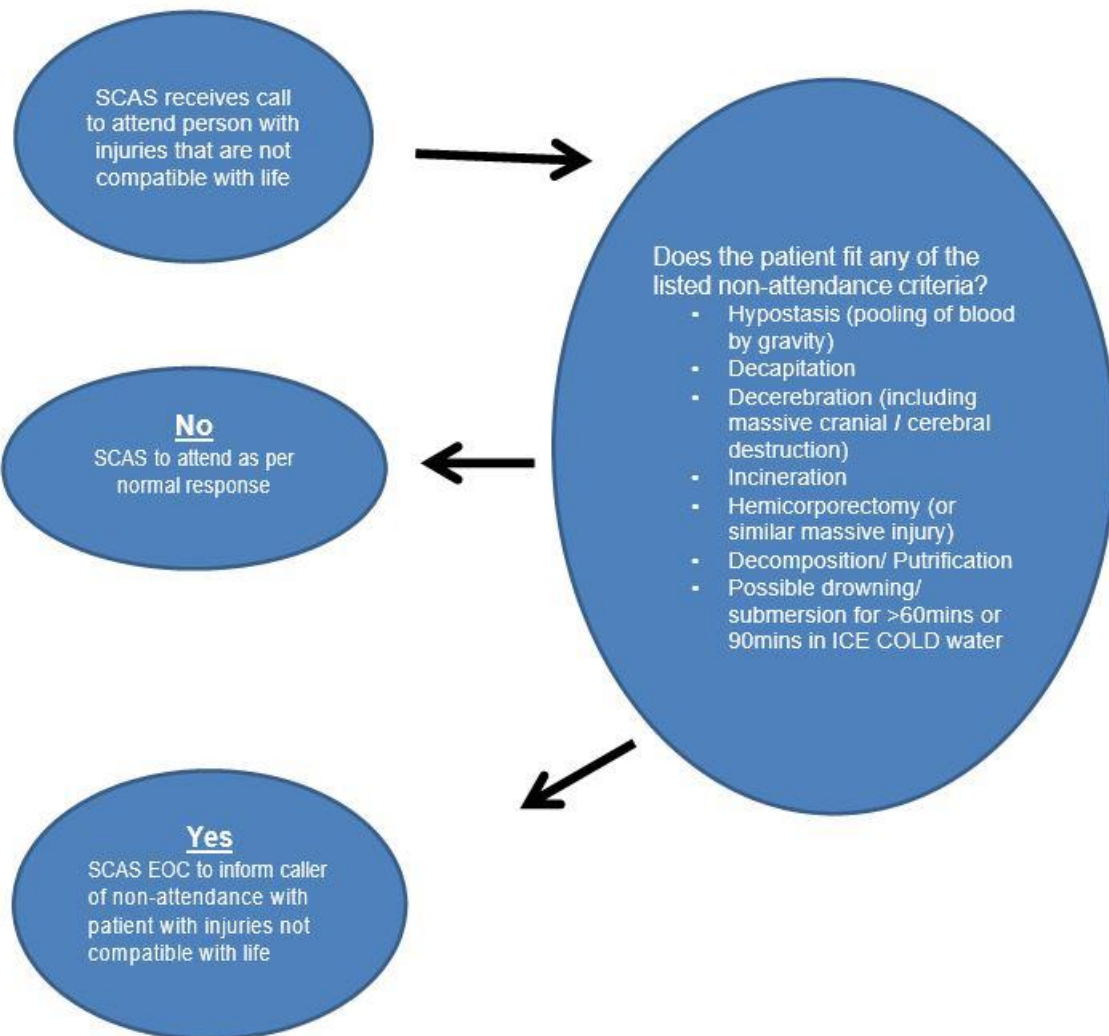 SCAS receives call
to attend person with
injuries that are not
compatible with life
Does the patient fit any of the
listed non-attendance criteria?
• Hypostasis (pooling of blood
by gravity)
• Decapitation
• Decerebration (including
massive cranial / cerebral
destruction)
• Incineration
• Hemicorporectomy (or
similar massive injury)
• Decomposition/ Putrification
• Possible drowning/
submersion for >60mins or
90mins in ICE COLD water
No
SCAS to attend as per
normal response
Yes
SCAS EOC to inform caller
of non-attendance with
patient with injuries not
compatible with life